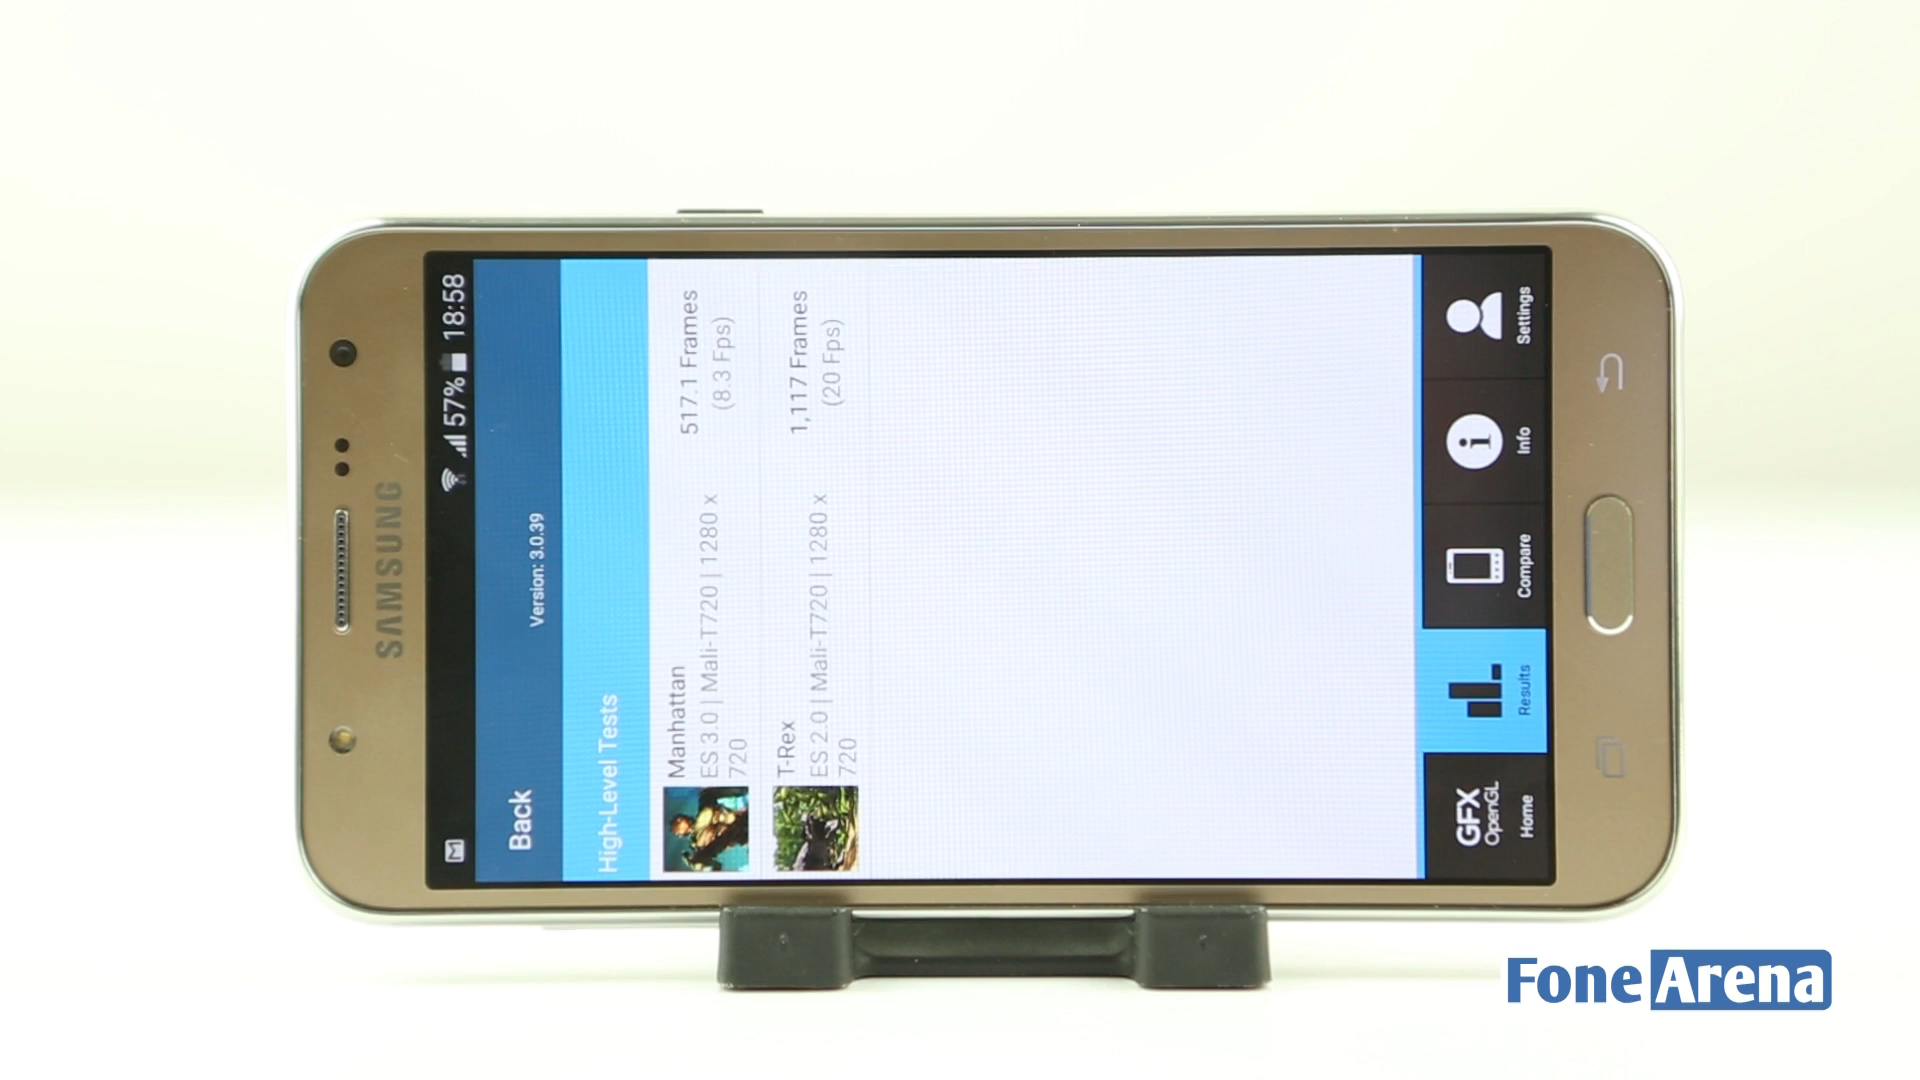 SAMSUNG
57% 18:58
Back
Version: 3.0.39
High-Level Tests
Manhattan
ES 3.0 | Mali-T720 | 1280 x
720
517.1 Frames
(8.3 Fps)
T-Rex
ES 2.0 | Mali-T720 | 1280 x
720
1,117 Frames
(20 Fps)
GFX
OpenGL
Home
Results
Compare
Info
Settings
FoneArena